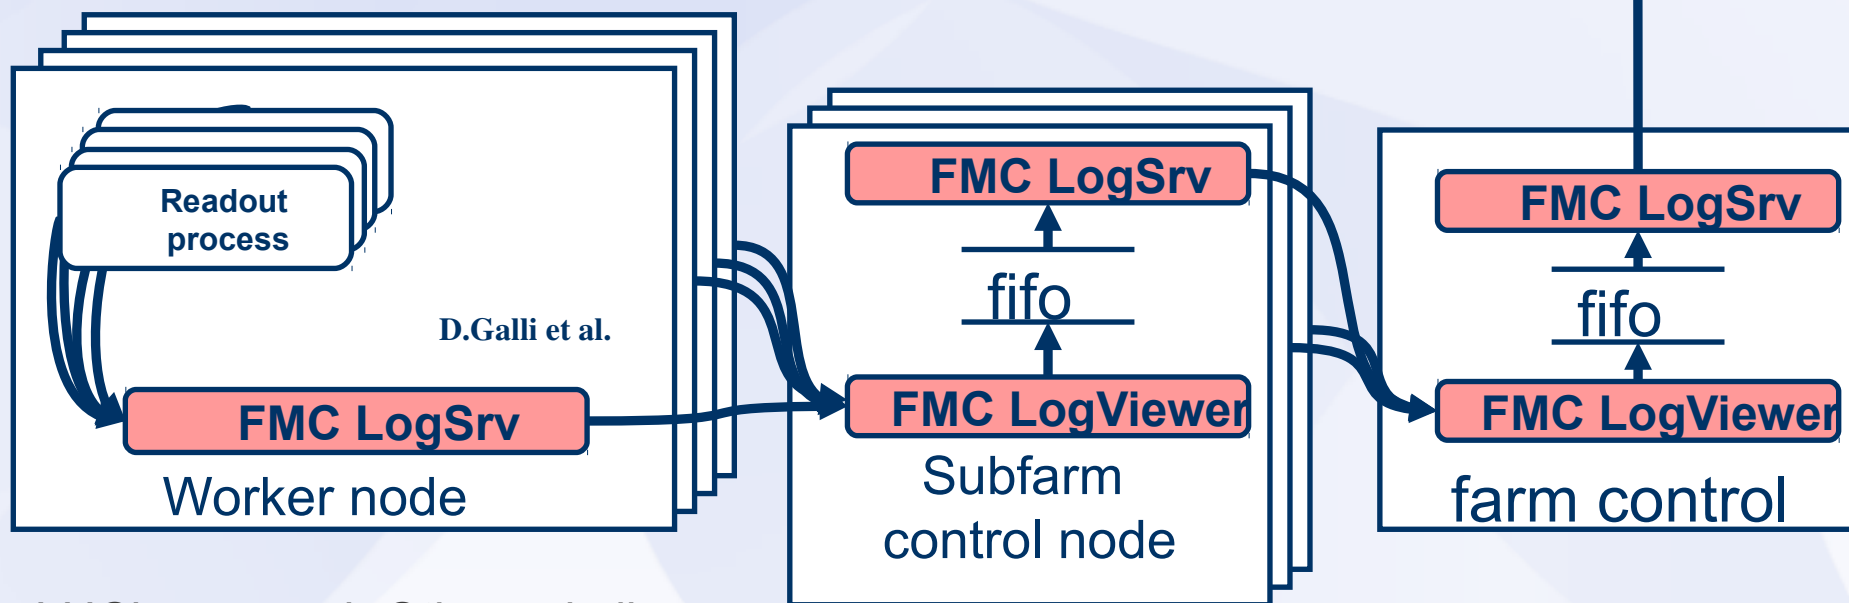 Readout
process
D.Galli et al.
FMC LogSrv
Worker node
FMC LogSrv
fifo
FMC LogViewer
Subfarm
control node
FMC LogSrv
fifo
FMC LogViewer
farm control